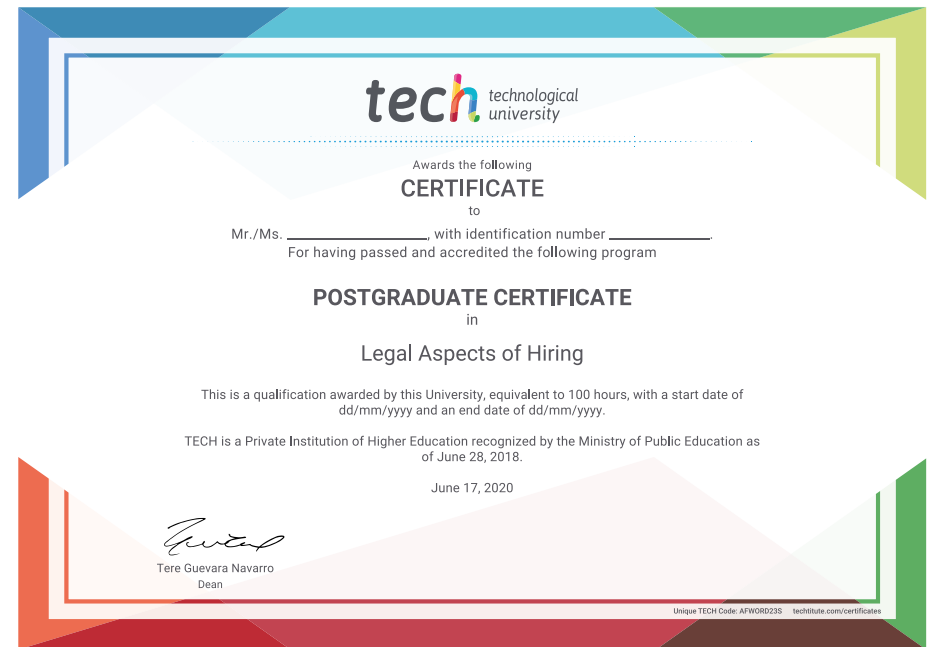 tech technological
university
Awards the following
CERTIFICATE
to
Mr./Ms. ____________________, with identification number ______________.
For having passed and accredited the following program
POSTGRADUATE CERTIFICATE
in
Legal Aspects of Hiring
This is a qualification awarded by this University, equivalent to 100 hours, with a start date of
dd/mm/yyyy and an end date of dd/mm/yyyy.
TECH is a Private Institution of Higher Education recognized by the Ministry of Public Education as
of June 28, 2018.
June 17, 2020
Tere Guevara Navarro
Dean
Unique TECH Code: AFWORD23S techtitute.com/certificates